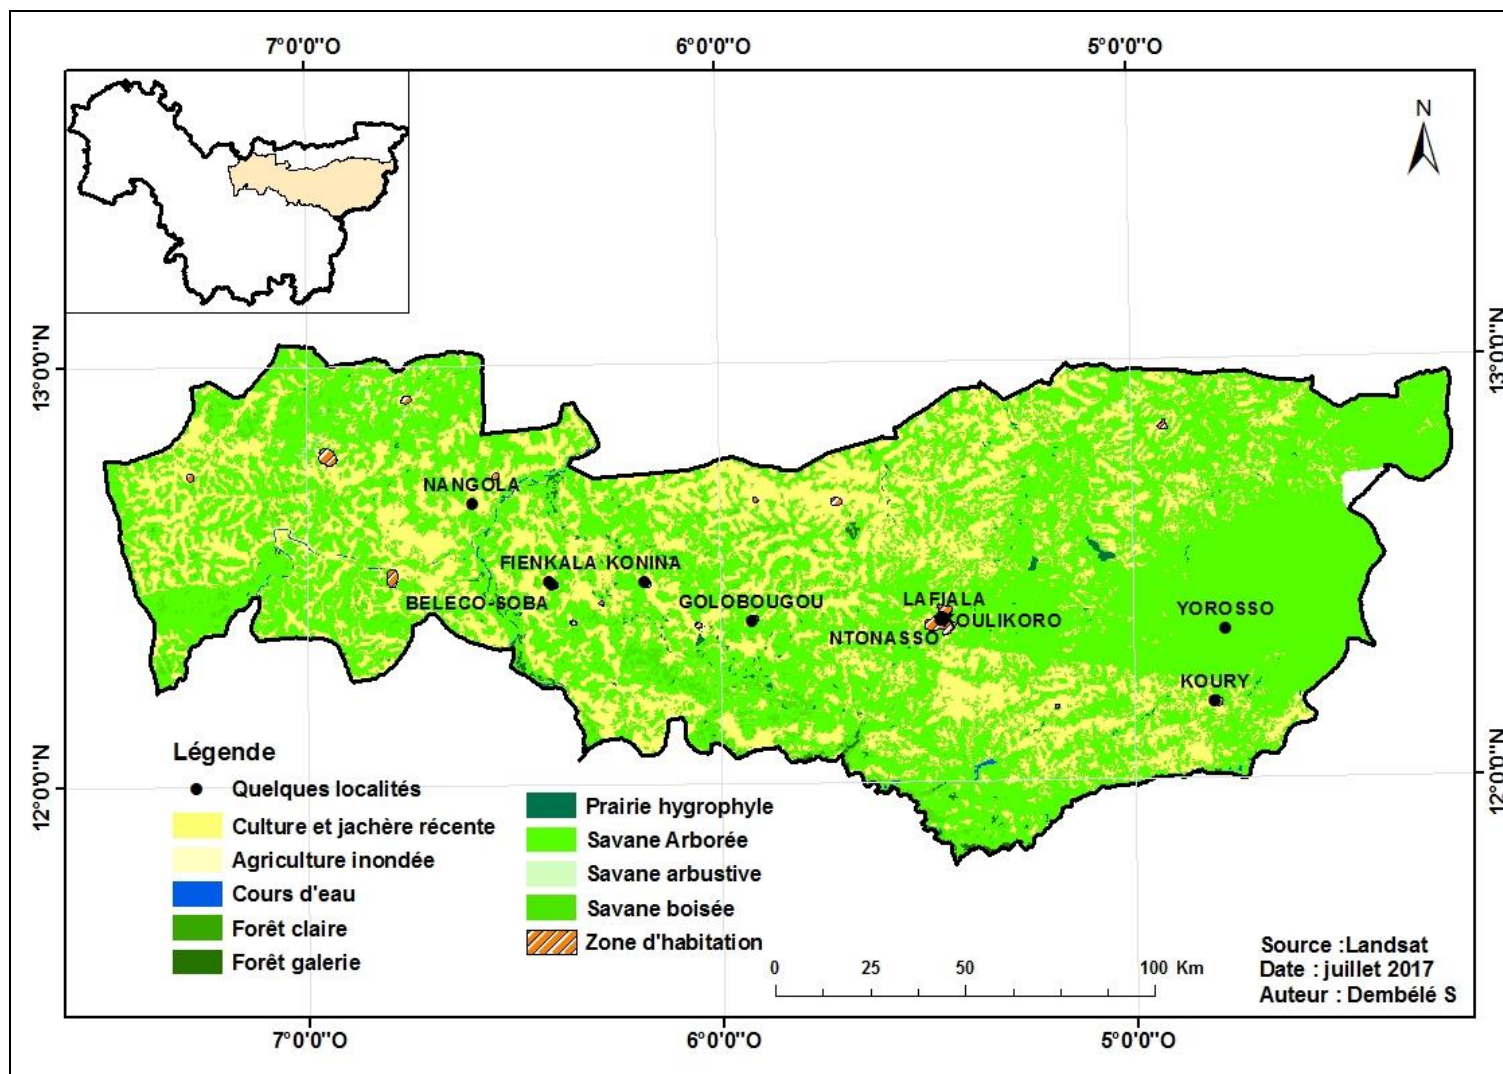 7°0'0"O 6°0'0"O 5°0'0"O
N
13°0'0"N
13°0'0"N
NANGOLA
FIENKALA KONINA
BELECO-SOBA
GOLOBOUGOU
LAFIALA
OULIKORO
NTONASSO
YOROSSO
KOURY
12°0'0"N
12°0'0"N
Légende
Quelques localités
Culture et jachère récente
Agriculture inondée
Cours d'eau
Forêt claire
Forêt galerie
Prairie hygrophyle
Savane Arborée
Savane arbustive
Savane boisée
Zone d'habitation
0 25 50 100 Km
Source :Landsat
Date : juillet 2017
Auteur : Dembélé S
7°0'0"O 6°0'0"O 5°0'0"O